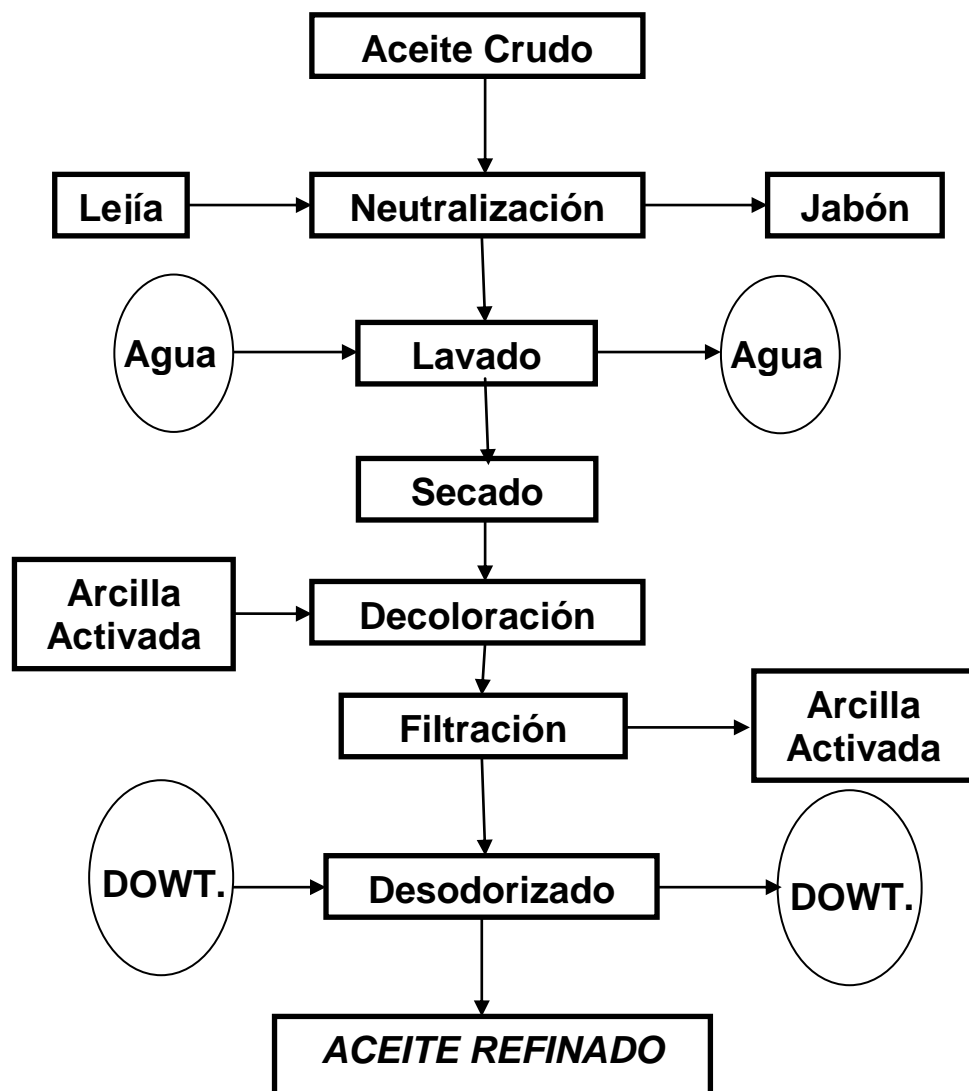 Aceite Crudo
Lejía
Neutralización
Jabón
Agua
Lavado
Agua
Secado
Arcilla
Activada
Decoloración
Filtración
Arcilla
Activada
DOWT.
Desodorizado
DOWT.
ACEITE REFINADO